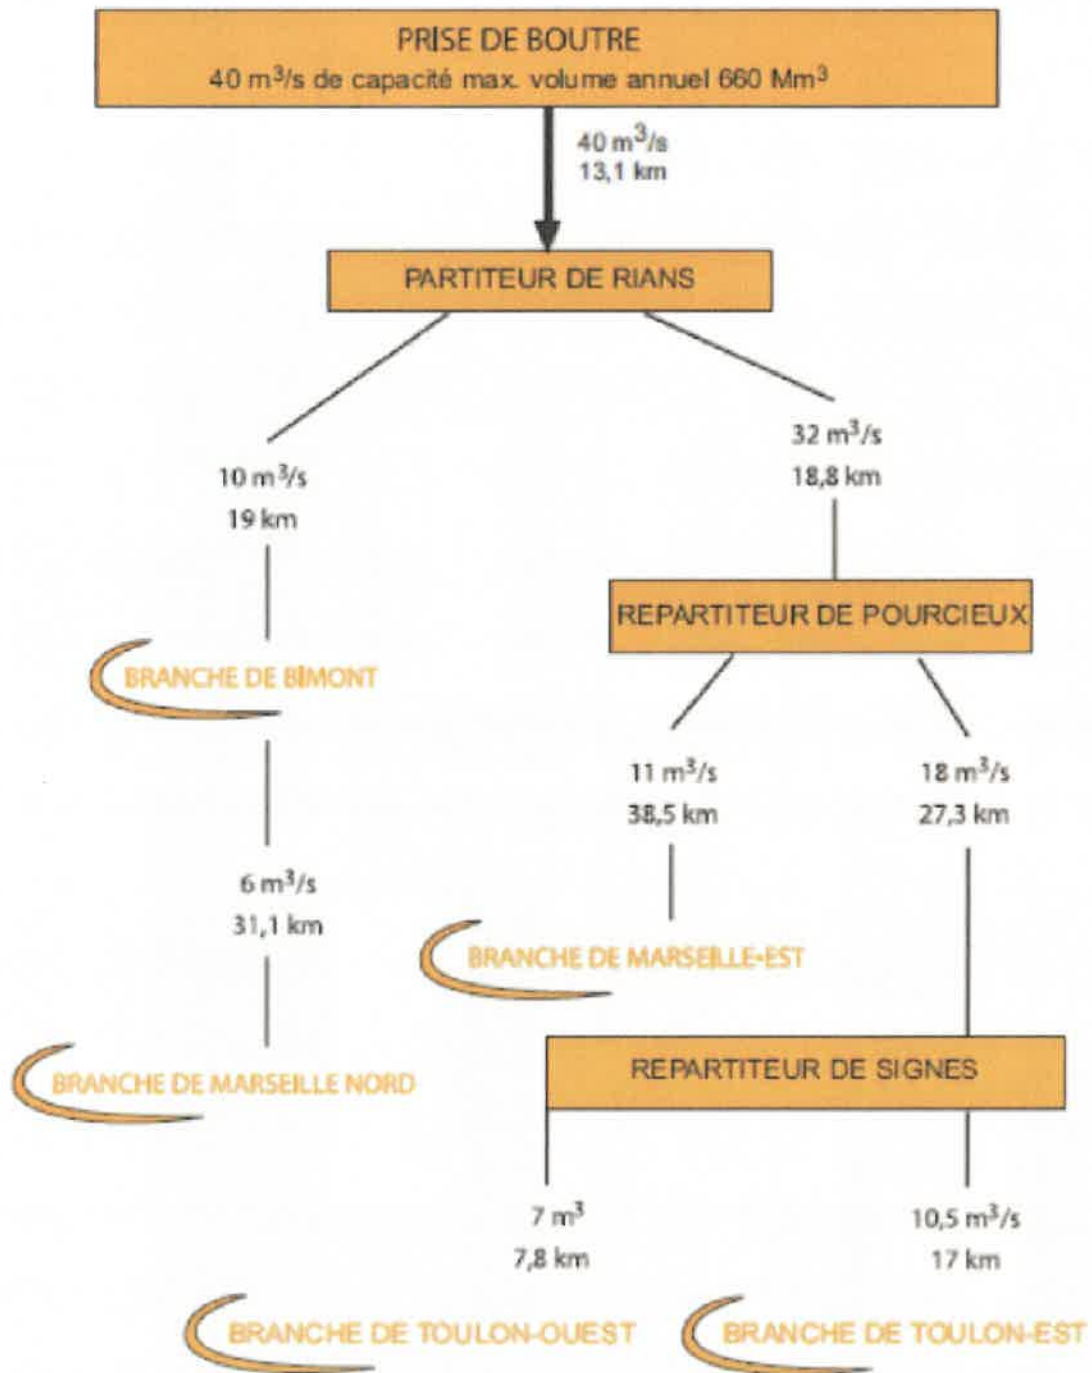 PRISE DE BOUTRE
40 m³/s de capacité max. volume annuel 660 Mm³
40 m³/s
13,1 km
PARTITEUR DE RIANS
32 m³/s
18,8 km
10 m³/s
19 km
REPARTITEUR DE POURCIEUX
BRANCHE DE BIMONT
11 m³/s
38,5 km
18 m³/s
27,3 km
6 m³/s
31,1 km
BRANCHE DE MARSEILLE-EST
REPARTITEUR DE SIGNES
BRANCHE DE MARSEILLE NORD
7 m³
7,8 km
10,5 m³/s
17 km
BRANCHE DE TOULON-OUEST
BRANCHE DE TOULON-EST